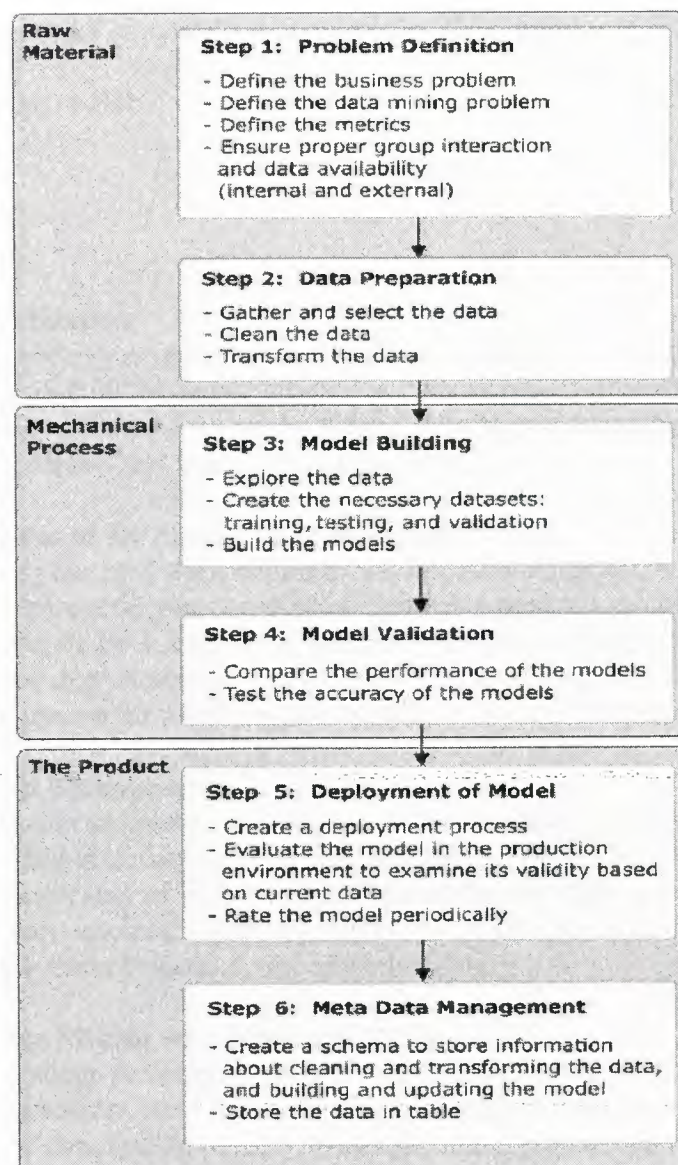 Raw
Material
Step 1: Problem Definition
- Define the business problem
- Define the data mining problem
- Define the metrics
- Ensure proper group interaction
and data availability
(internal and external)
Step 2: Data Preparation
- Gather and select the data
- Clean the data
- Transform the data
Mechanical
Process
Step 3: Model Building
- Explore the data
- Create the necessary datasets:
training, testing, and validation
- Build the models
Step 4: Model Validation
- Compare the performance of the models
- Test the accuracy of the models
The Product
Step 5: Deployment of Model
- Create a deployment process
- Evaluate the model in the production
environment to examine its validity based
on current data
- Rate the model periodically
Step 6: Meta Data Management
- Create a schema to store information
about cleaning and transforming the data,
and building and updating the model
- Store the data in table